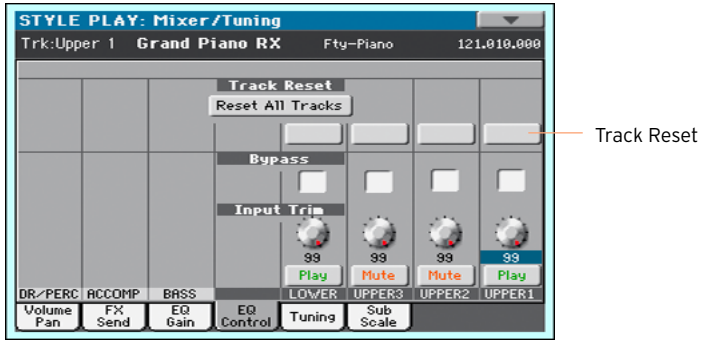 STYLE PLAY: Mixer/Tuning
Trk:Upper 1 Grand Piano RX Fty-Piano 121.010.000
Track Reset
Reset All Tracks
Track Reset
Bypass
Input Trim
99 99 99 99
Play Mute Mute Play
DR/PERC ACCOMP BASS LOWER UPPER3 UPPER2 UPPER1
Volume Pan FX Send EQ Gain EQ Control Tuning Sub Scale